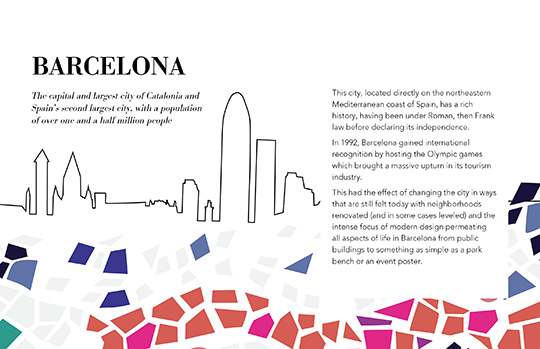 BARCELONA
The capital and largest city of Catalonia and
Spain's second largest city, with a population
of over one and a half million people
This city, located directly on the northeastern
Mediterranean coast of Spain, has a rich
history, having been under Roman, then Frank
law before declaring its independence.
In 1992, Barcelona gained international
recognition by hosting the Olympic games
which brought a massive upturn in its tourism
industry.
This had the effect of changing the city in ways
that are still felt today with neighborhoods
renovated (and in some cases leveled) and the
intense focus of modern design permeating
all aspects of life in Barcelona from public
buildings to something as simple as a park
bench or an event poster.